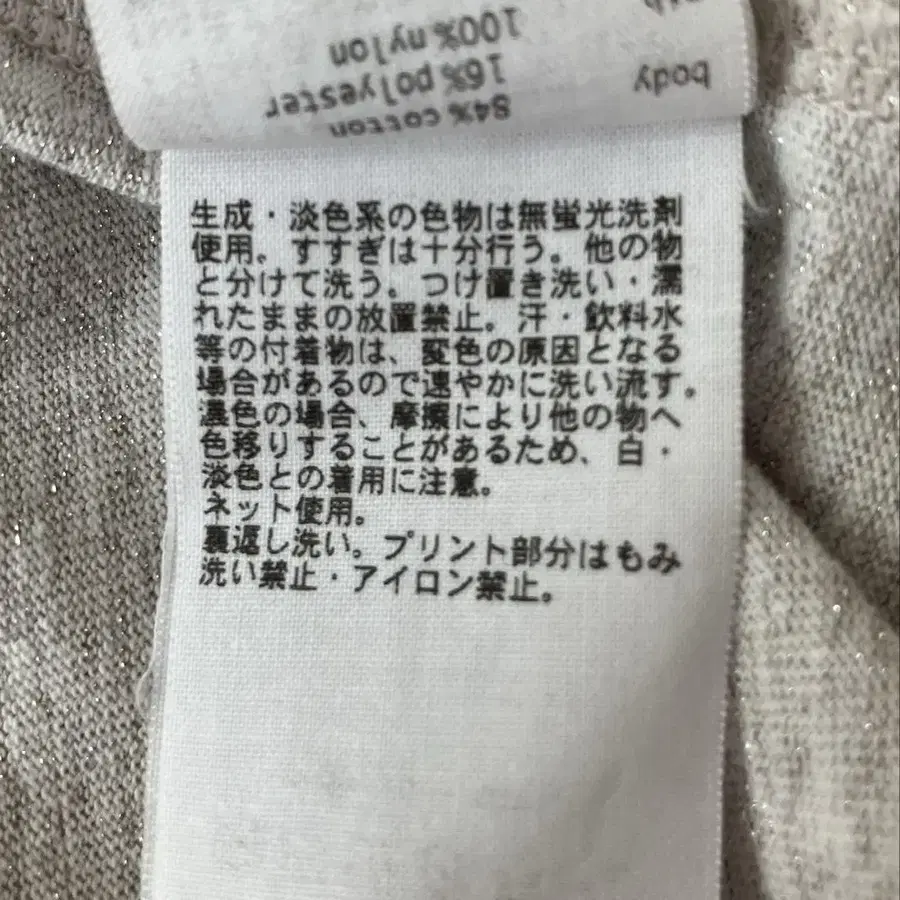 100% nylon
body
16% polyester
84% cotton
生成・淡色系の色物は無蛍光洗剤
使用。すすぎは十分行う。他の物
と分けて洗う。つけ置き洗い・濡
れたままの放置禁止。汗・飲料水
等の付着物は、変色の原因となる
場合があるので速やかに洗い流す。
濃色の場合、摩擦により他の物へ
色移りすることがあるため、白・
淡色との着用に注意。
ネット使用。
裏返し洗い。プリント部分はもみ
洗い禁止・アイロン禁止。